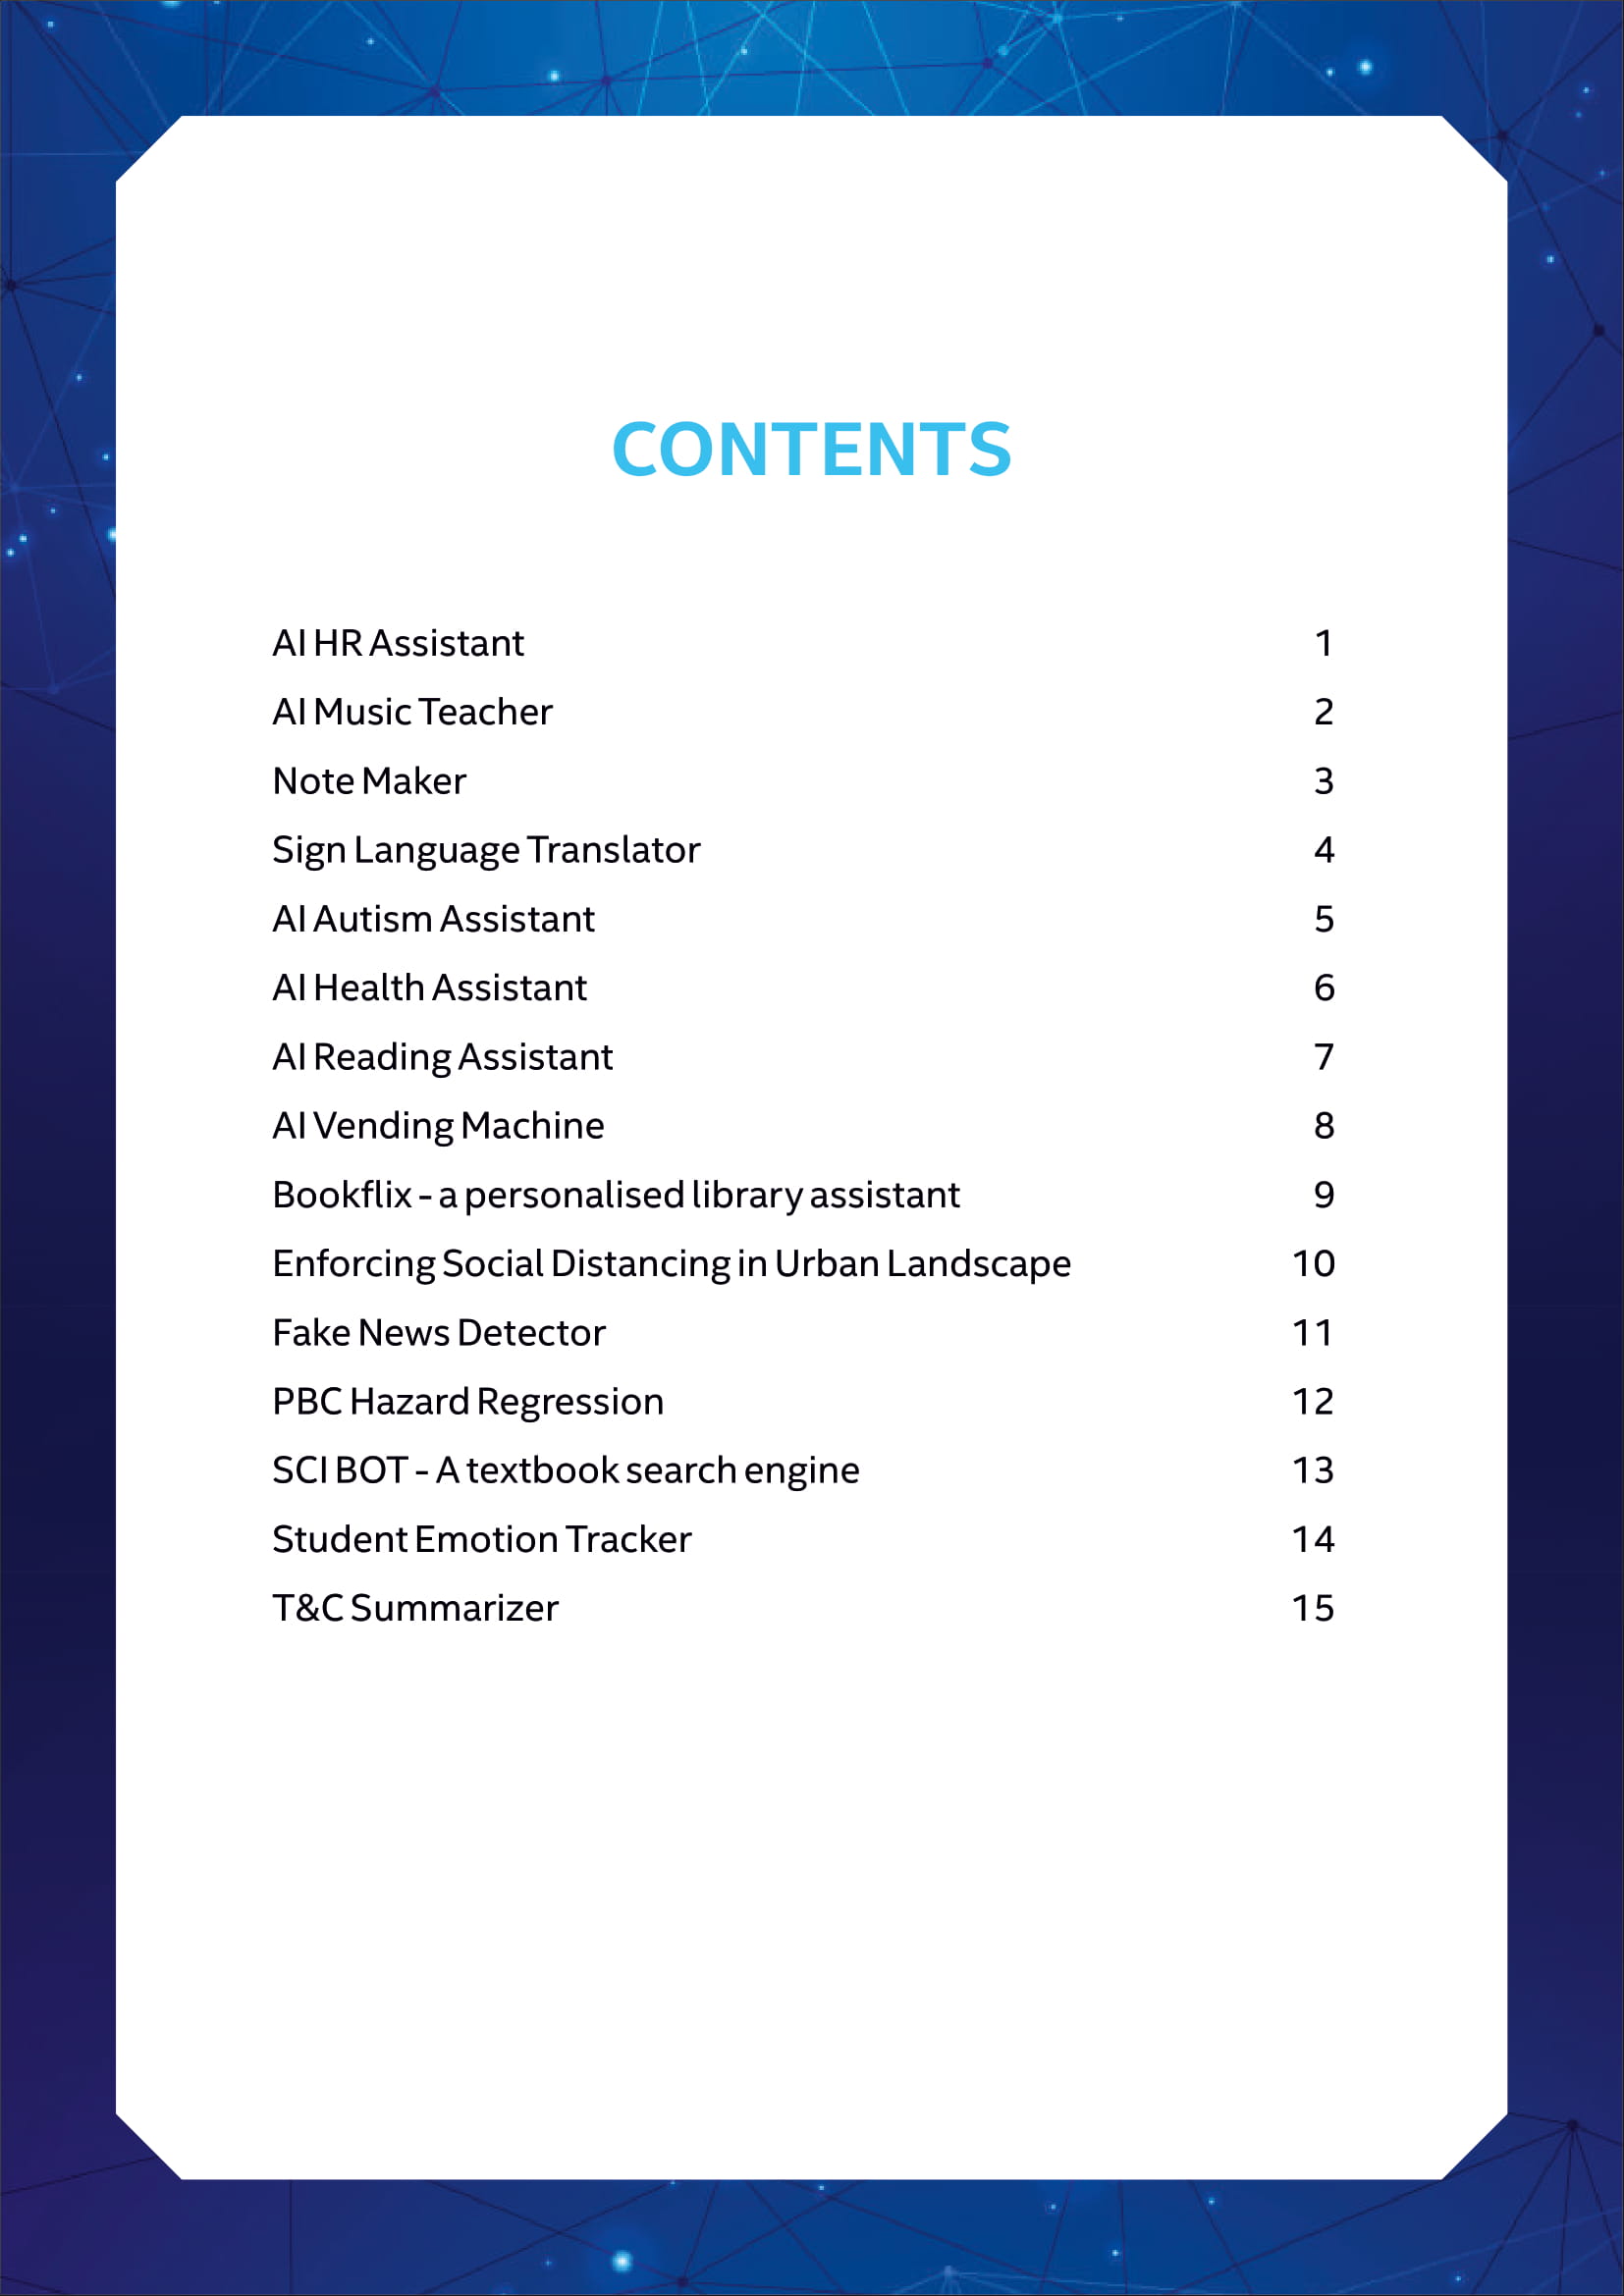 CONTENTS
AI HR Assistant 1
AI Music Teacher 2
Note Maker 3
Sign Language Translator 4
AI Autism Assistant 5
AI Health Assistant 6
AI Reading Assistant 7
AI Vending Machine 8
Bookflix - a personalised library assistant 9
Enforcing Social Distancing in Urban Landscape 10
Fake News Detector 11
PBC Hazard Regression 12
SCI BOT - A textbook search engine 13
Student Emotion Tracker 14
T&C Summarizer 15